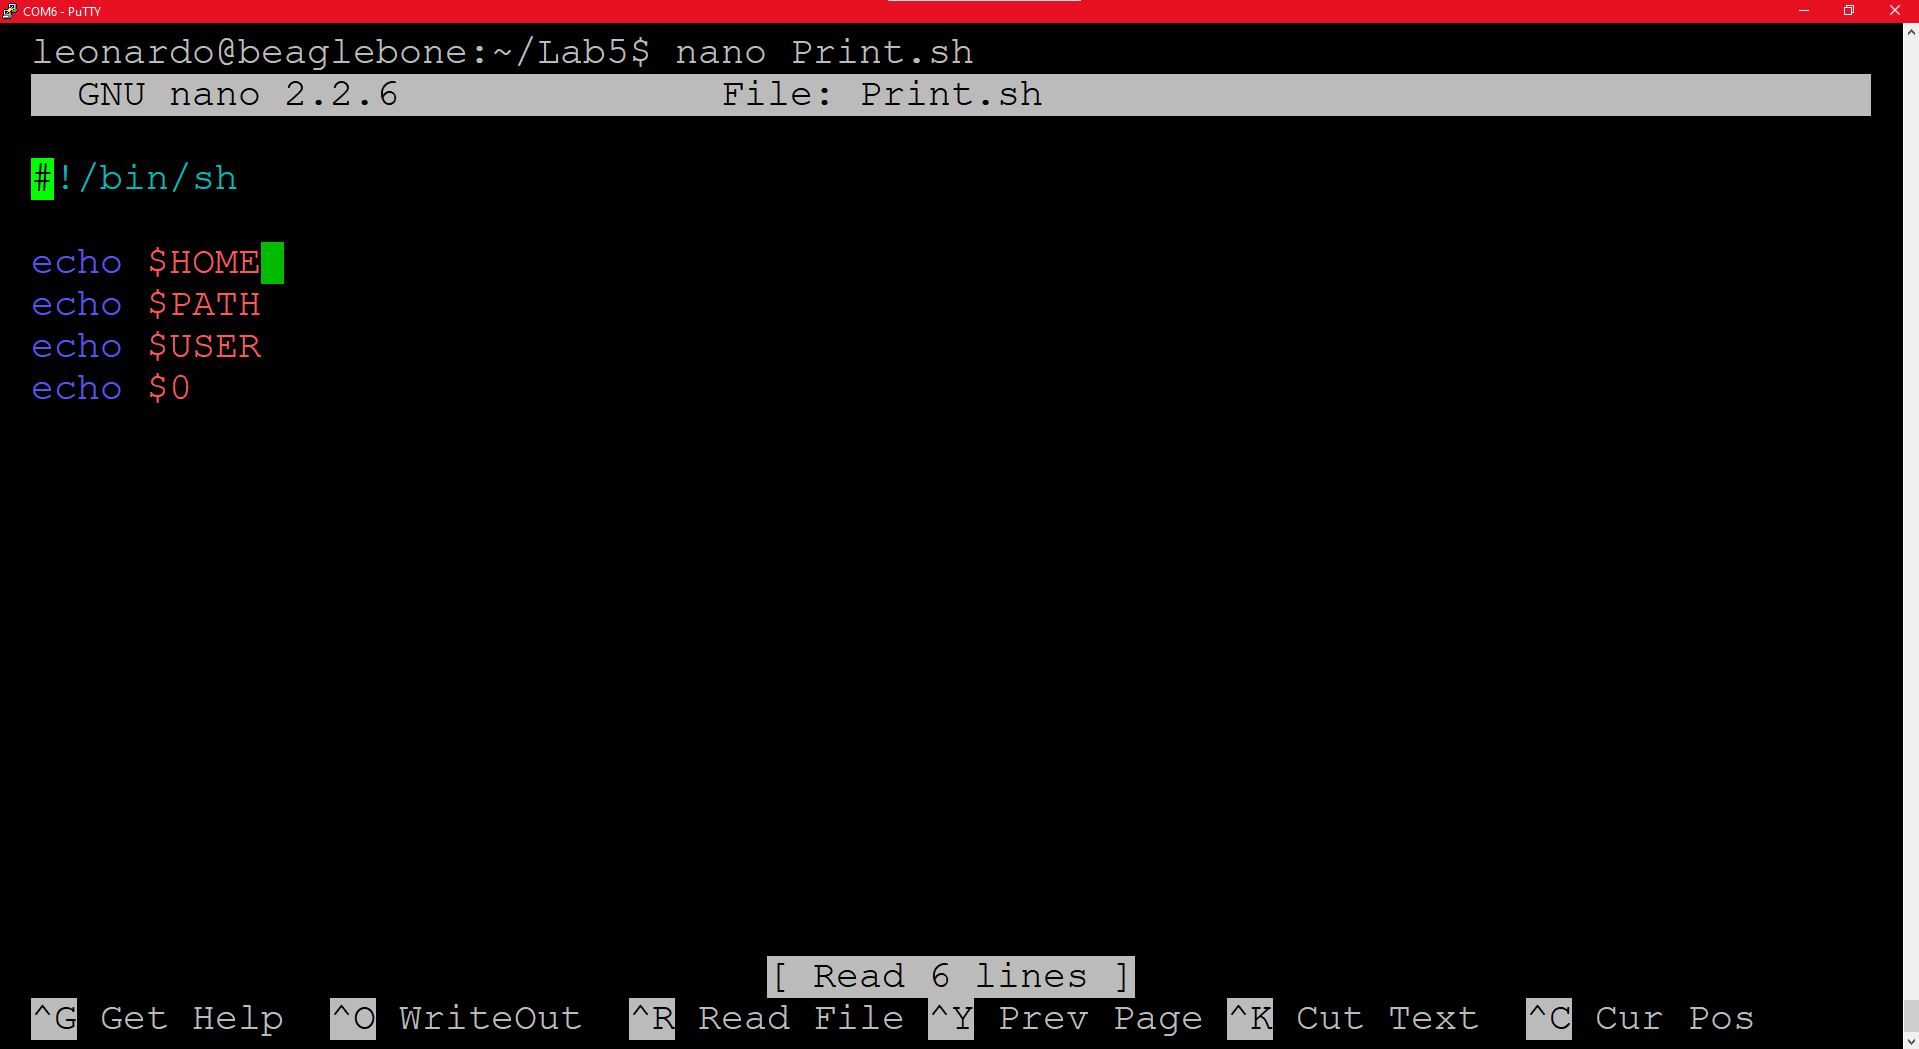 COM6 - PuTTY
leonardo@beaglebone:~/Lab5$ nano Print.sh
GNU nano 2.2.6 File: Print.sh
#!/bin/sh
echo $HOME
echo $PATH
echo $USER
echo $0
[ Read 6 lines ]
^G Get Help ^O WriteOut ^R Read File ^Y Prev Page ^K Cut Text ^C Cur Pos